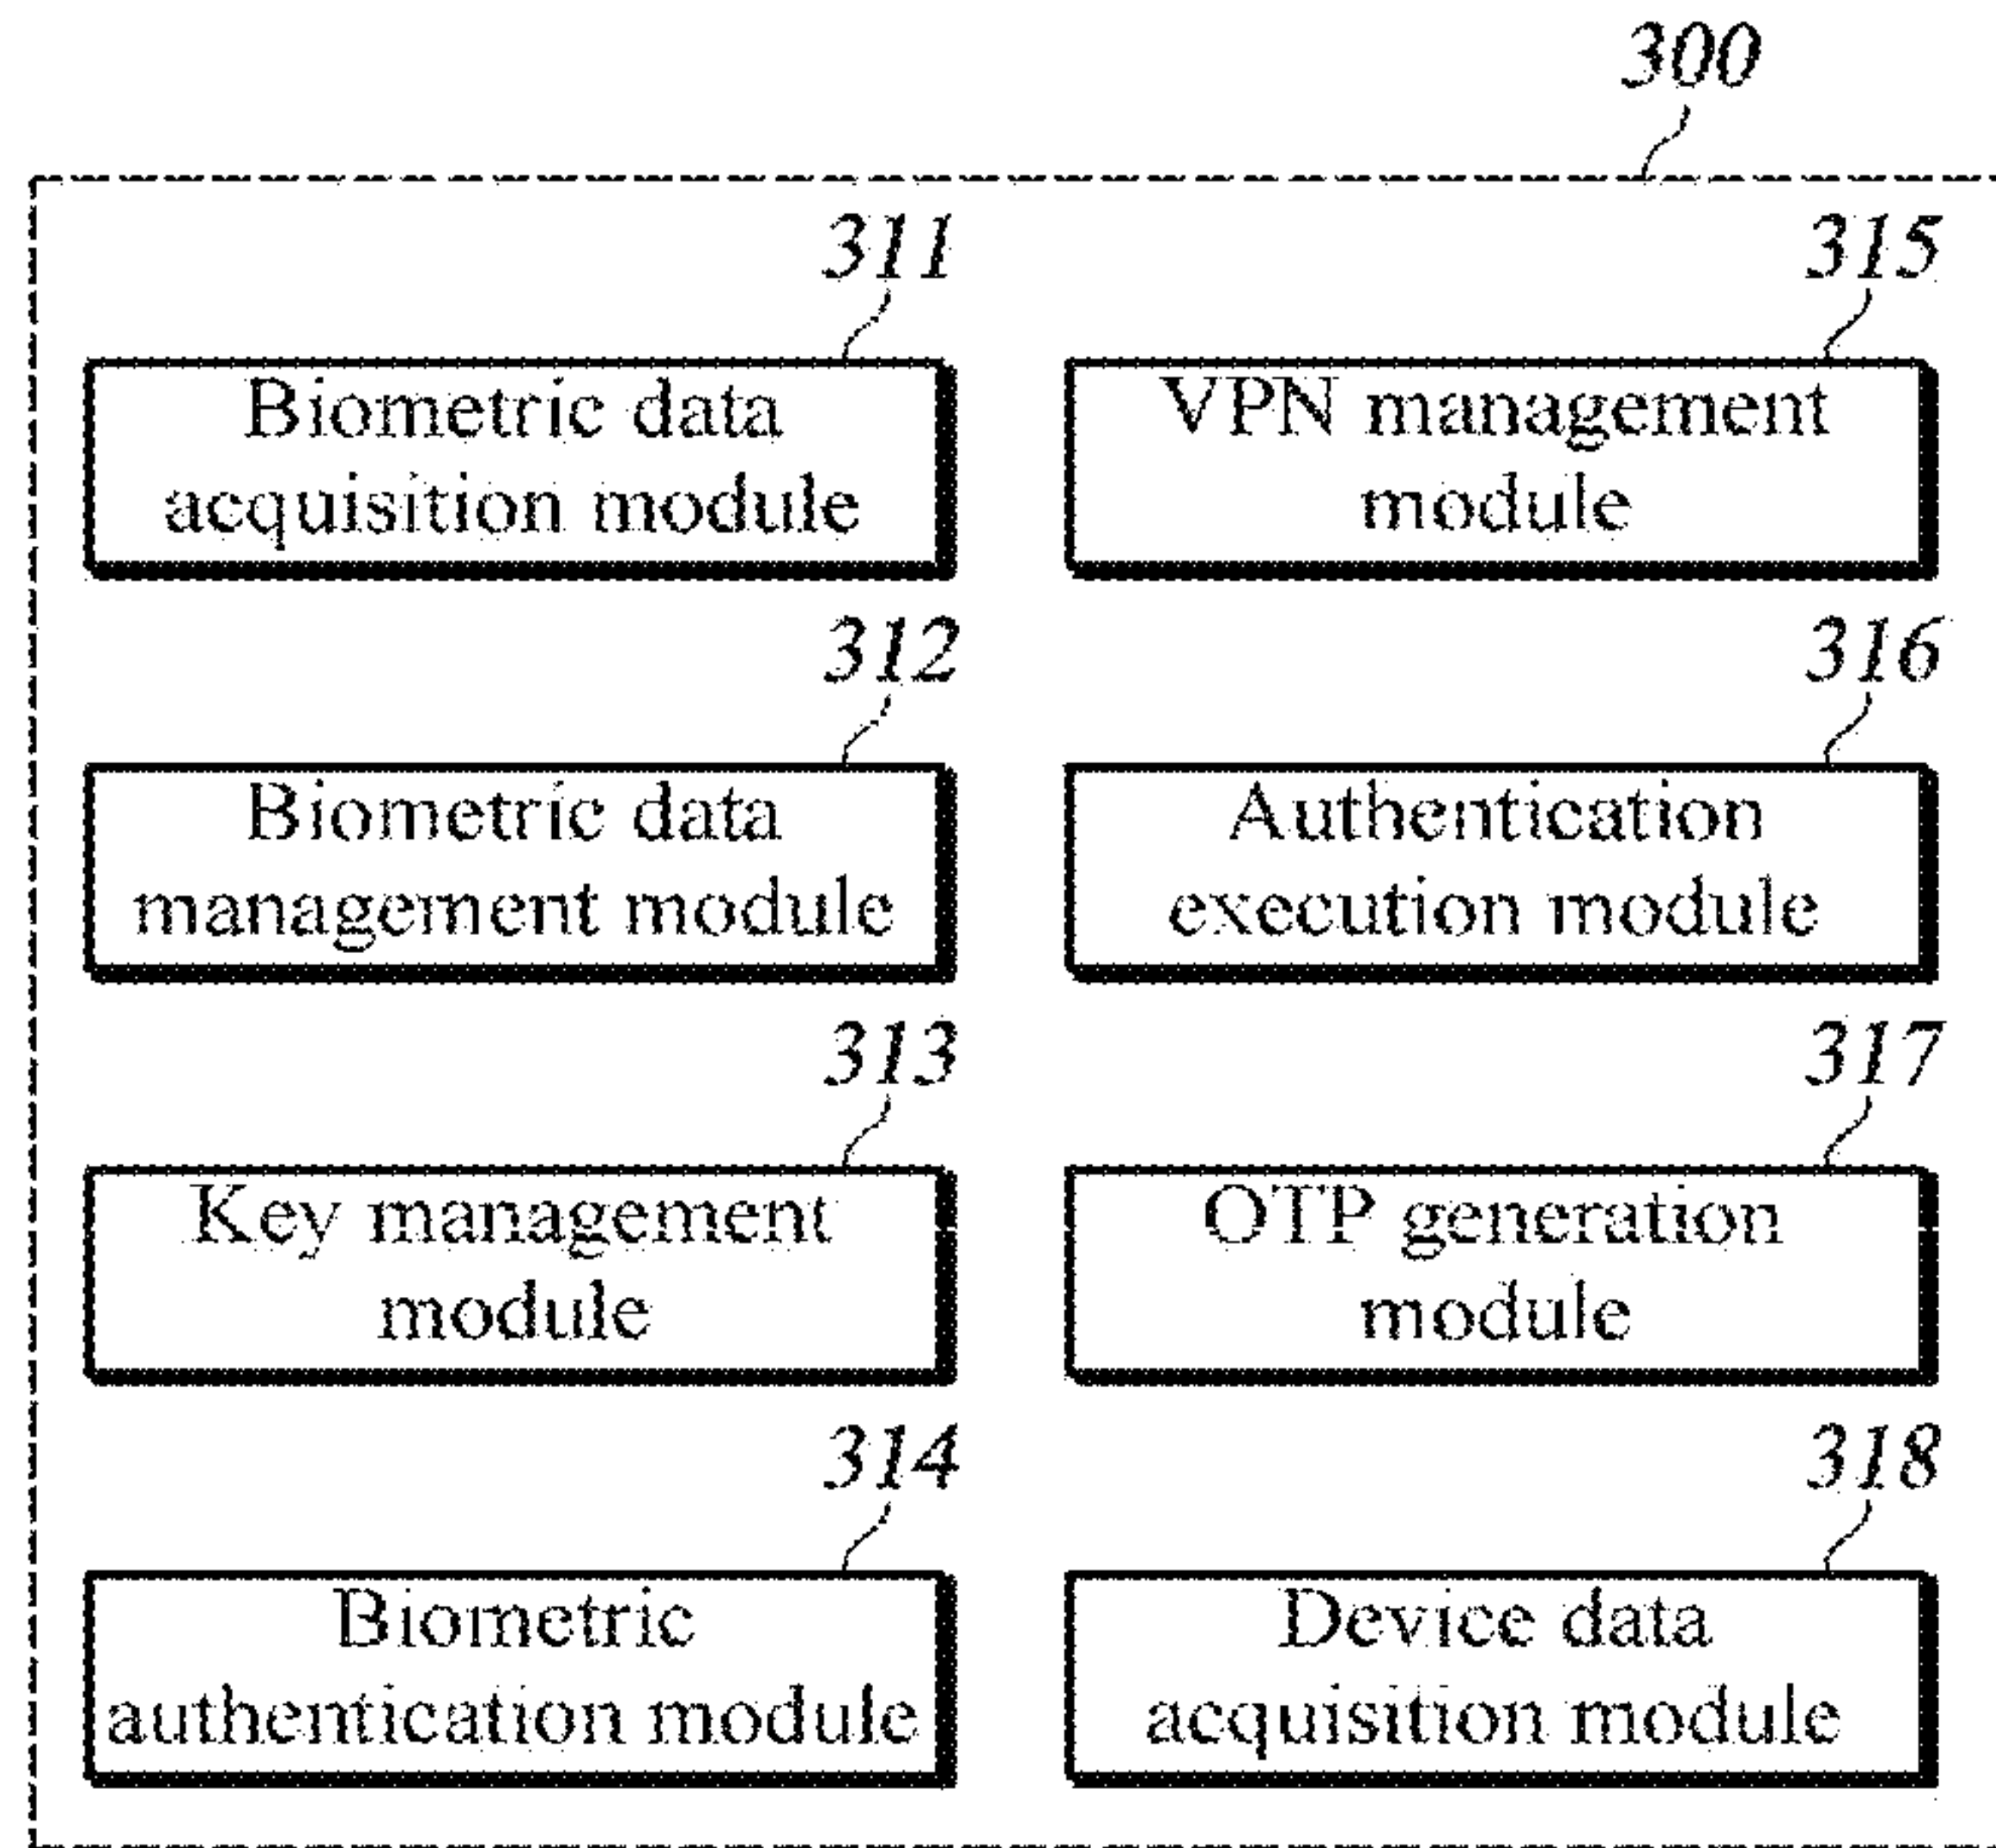 300
311
Biometric data
acquisition module
315
VPN management
module
312
Biometric data
management module
316
Authentication
execution module
313
Key management
module
317
OTP generation
module
314
Biometric
authentication module
318
Device data
acquisition module